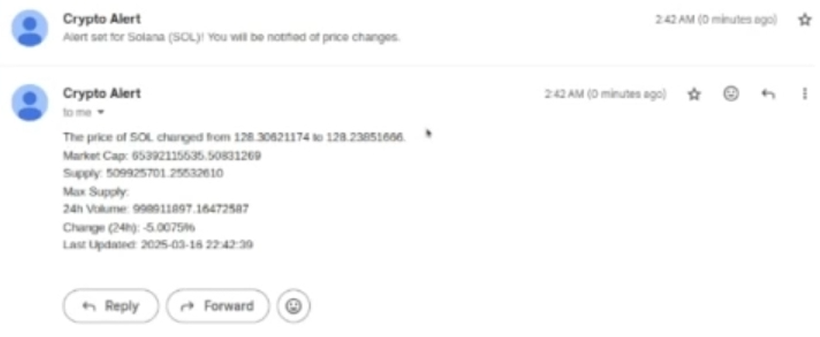 Crypto Alert
2:42 AM (0 minutes ago)
Alert set for Solana (SOL)! You will be notified of price changes.
Crypto Alert
2:42 AM (0 minutes ago)
to me
The price of SOL changed from 128.30621174 to 128.23851666.
Market Cap: 65392115535.50831269
Supply: 509925701.25532610
Max Supply:
24h Volume: 998911897.16472587
Change (24h): -5.0075%
Last Updated: 2025-03-16 22:42:39
Reply
Forward